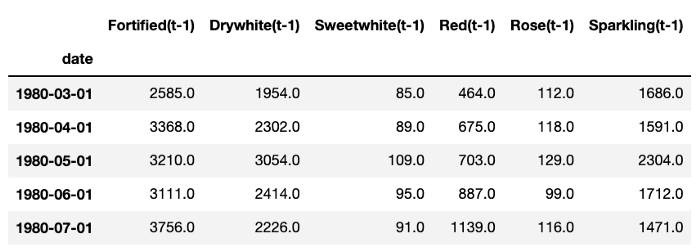 Fortified(t-1) Drywhite(t-1) Sweetwhite(t-1) Red(t-1) Rose(t-1) Sparkling(t-1)
date
1980-03-01 2585.0 1954.0 85.0 464.0 112.0 1686.0
1980-04-01 3368.0 2302.0 89.0 675.0 118.0 1591.0
1980-05-01 3210.0 3054.0 109.0 703.0 129.0 2304.0
1980-06-01 3111.0 2414.0 95.0 887.0 99.0 1712.0
1980-07-01 3756.0 2226.0 91.0 1139.0 116.0 1471.0